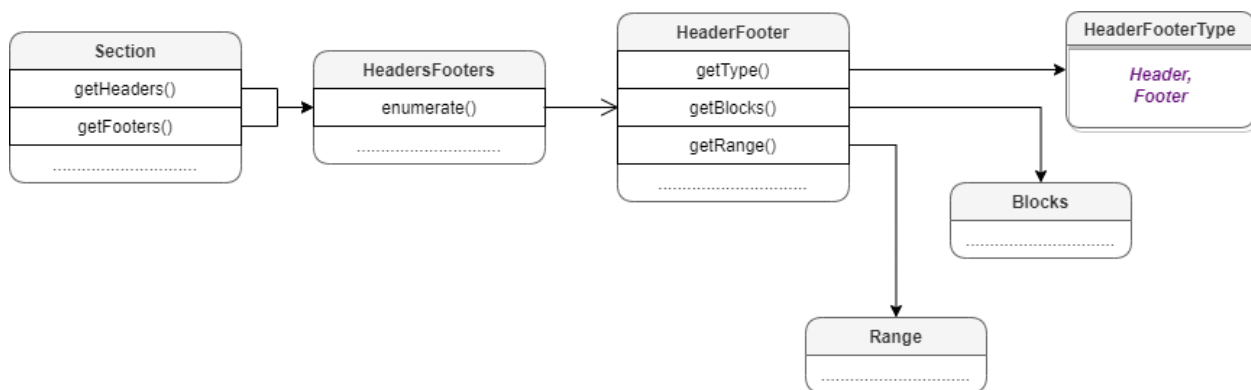 Section
getHeaders()
getFooters()
HeadersFooters
enumerate()
HeaderFooter
getType()
getBlocks()
getRange()
HeaderFooterType
Header,
Footer
Blocks
Range